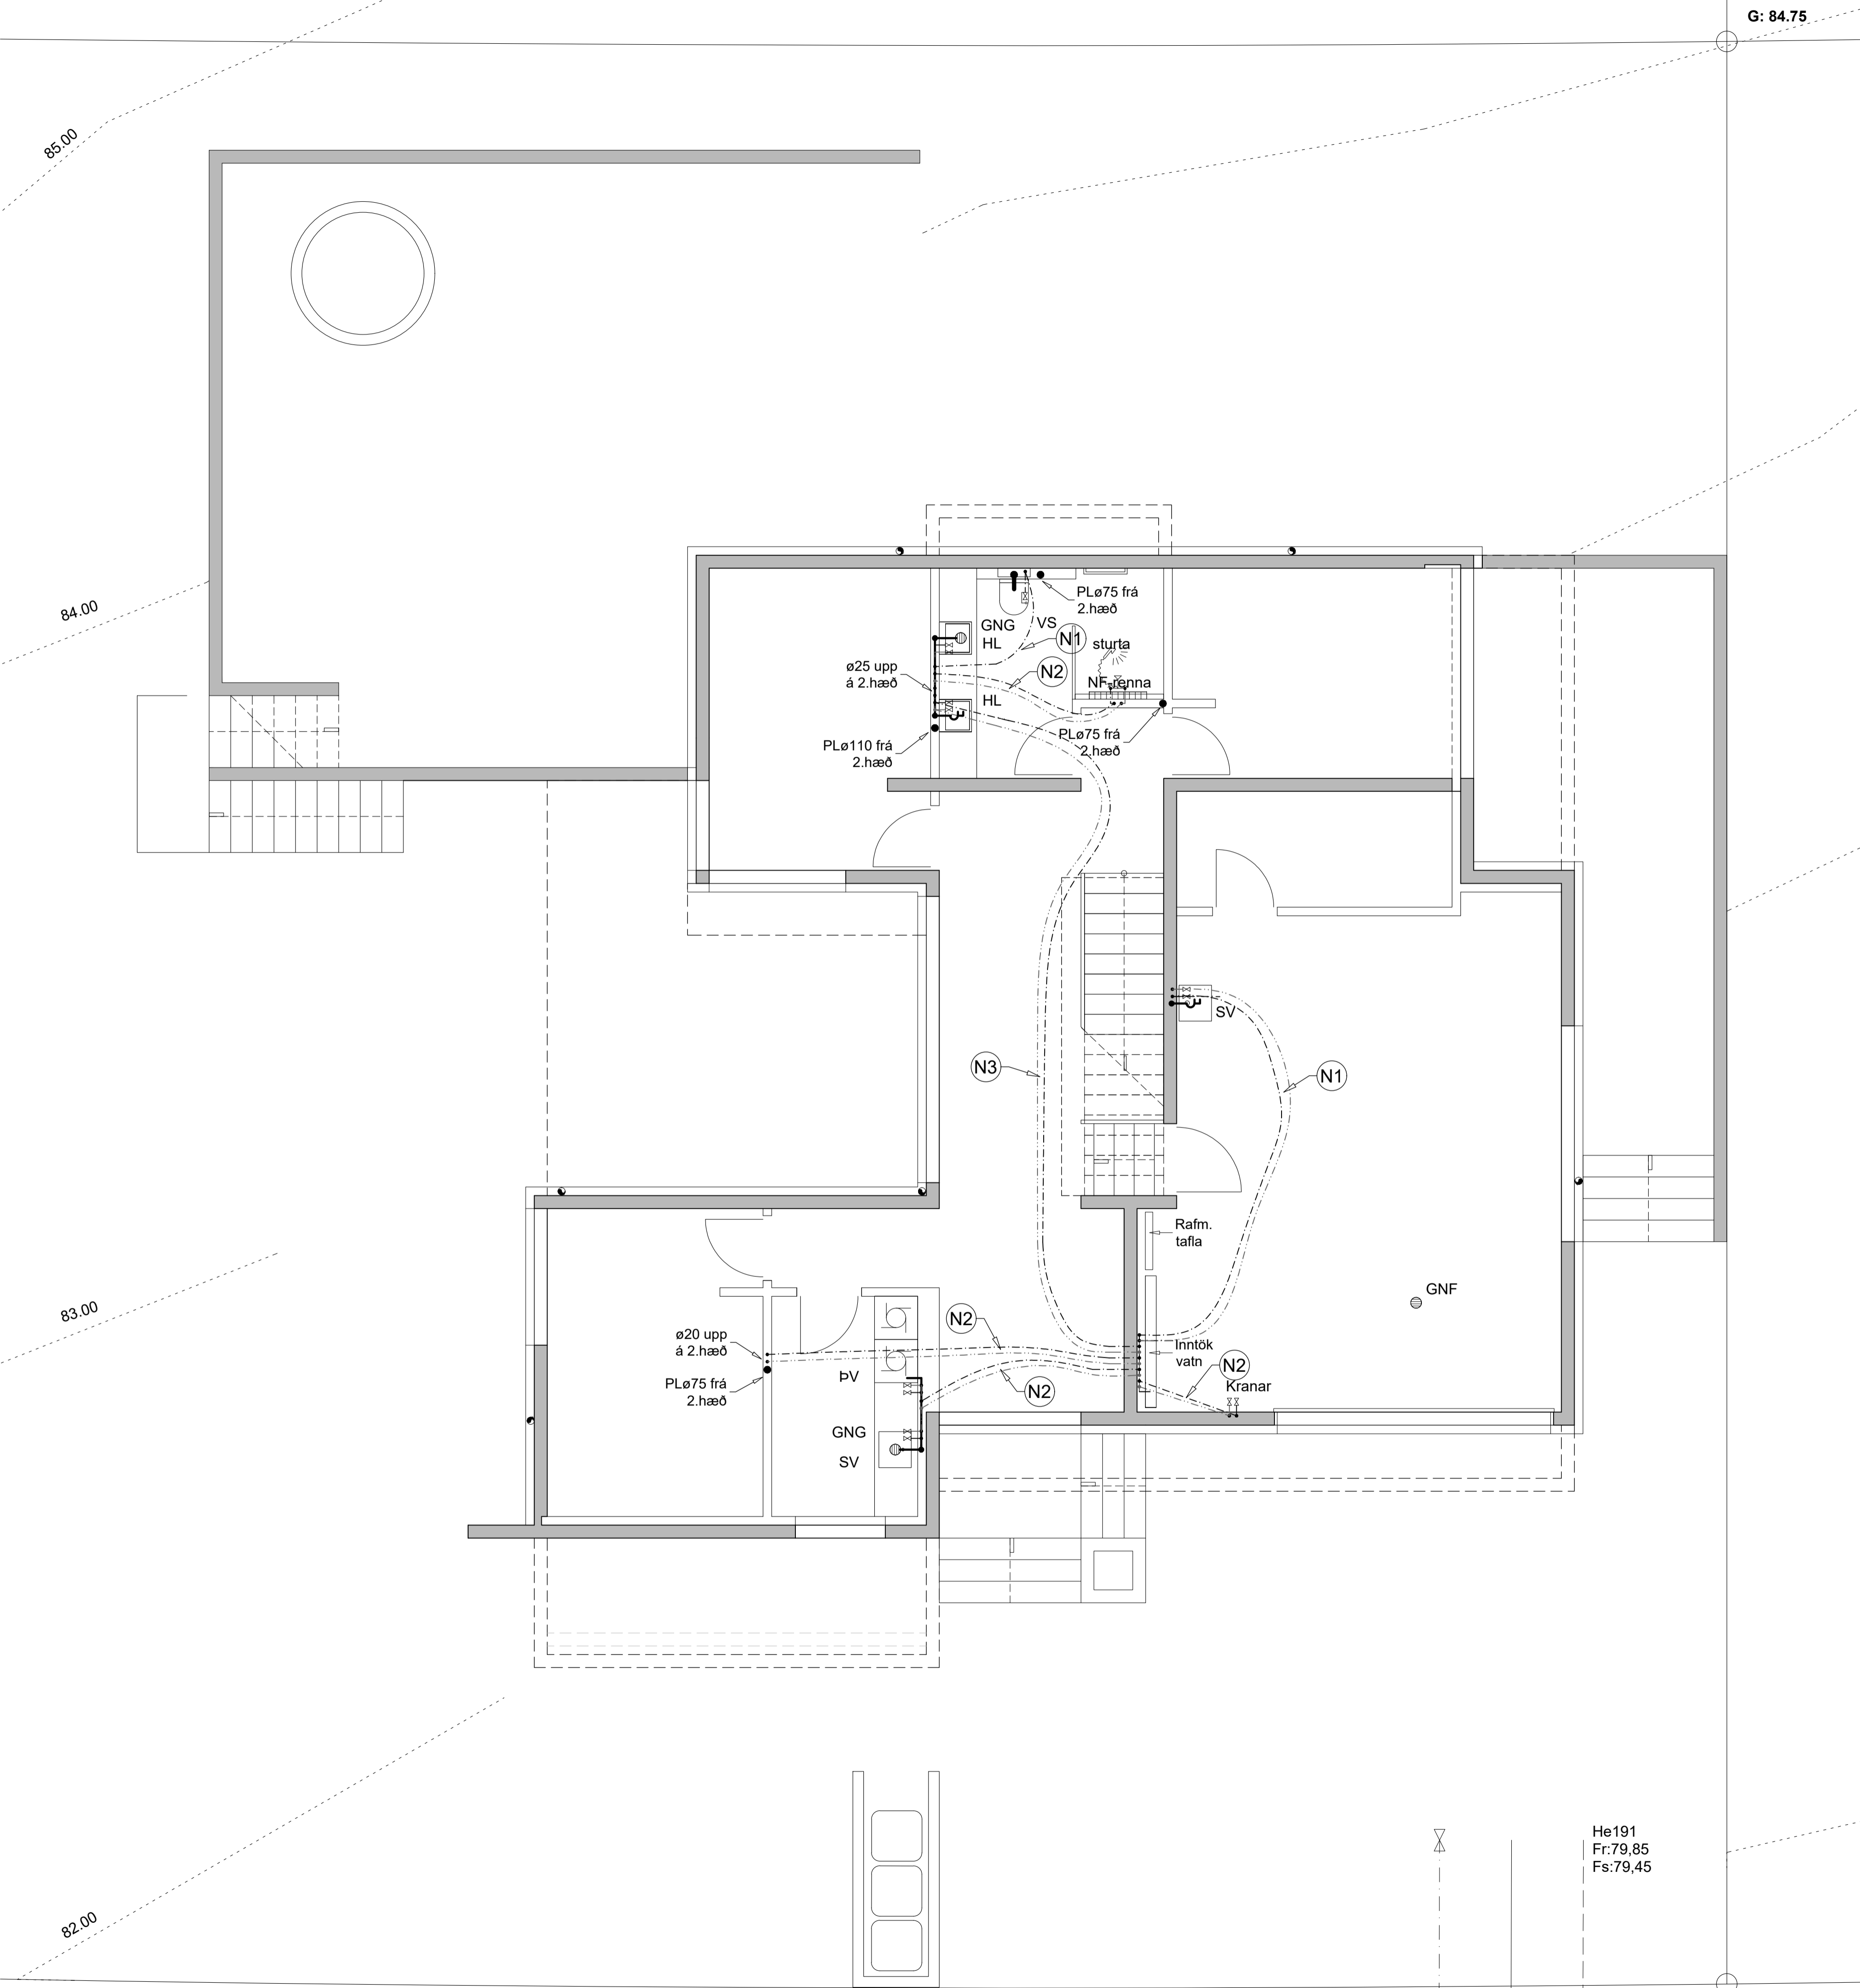 G: 84.75
85.00
84.00
PLø75 frá
2.hæð
GNG
VS
HL
N1
sturta
ø25 upp
á 2.hæð
N2
NF-renna
HL
PLø110 frá
2.hæð
PLø75 frá
2.hæð
SV
N3
N1
Rafm.
tafla
GNF
83.00
N2
ø20 upp
á 2.hæð
Inntök
vatn
N2
Kranar
ÞV
PLø75 frá
2.hæð
N2
GNG
SV
He191
Fr:79,85
Fs:79,45
82.00